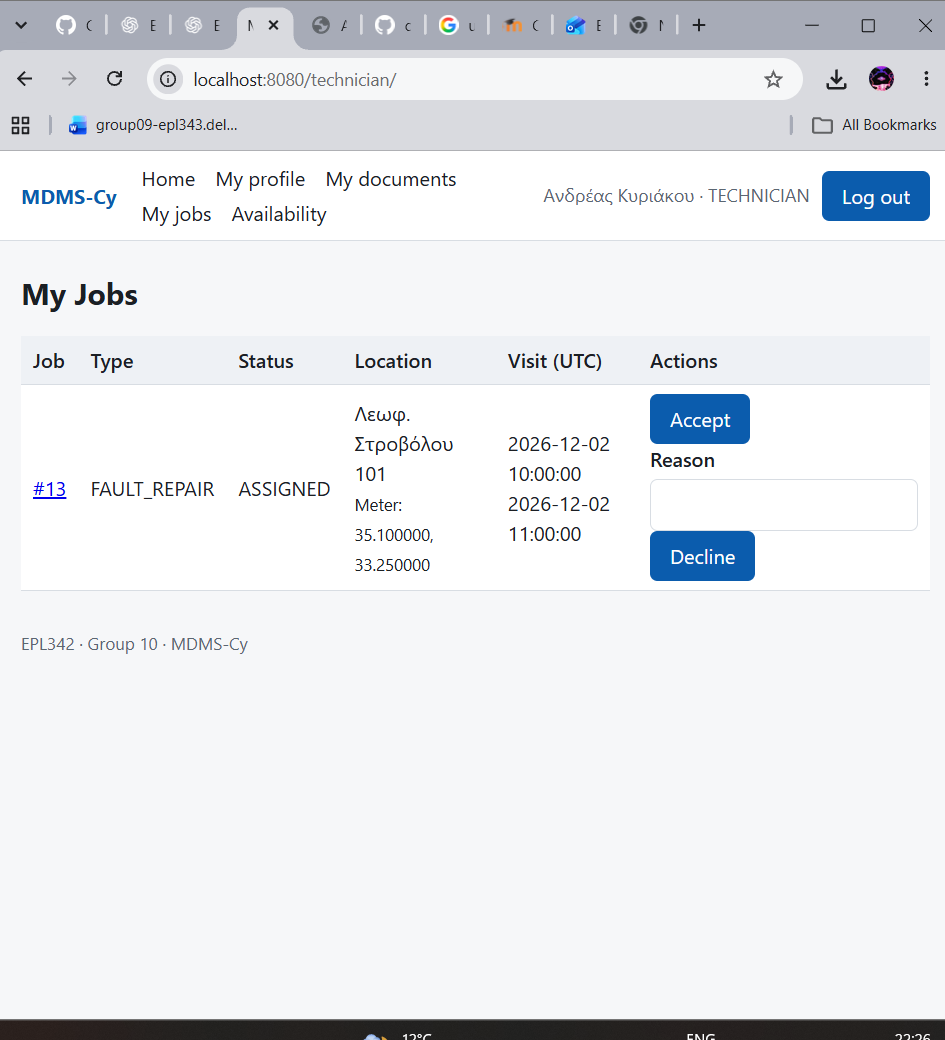 localhost:8080/technician/
group09-epl343.del...
All Bookmarks
MDMS-Cy
Home My profile My documents
My jobs Availability
Ανδρέας Κυριάκου · TECHNICIAN
Log out
My Jobs
Job Type Status Location Visit (UTC) Actions
#13 FAULT_REPAIR ASSIGNED
Λεωφ.
Στροβόλου
101
Meter:
35.100000,
33.250000
2026-12-02
10:00:00
2026-12-02
11:00:00
Accept
Reason
Decline
EPL342 · Group 10 · MDMS-Cy
12°C ENG 22:26